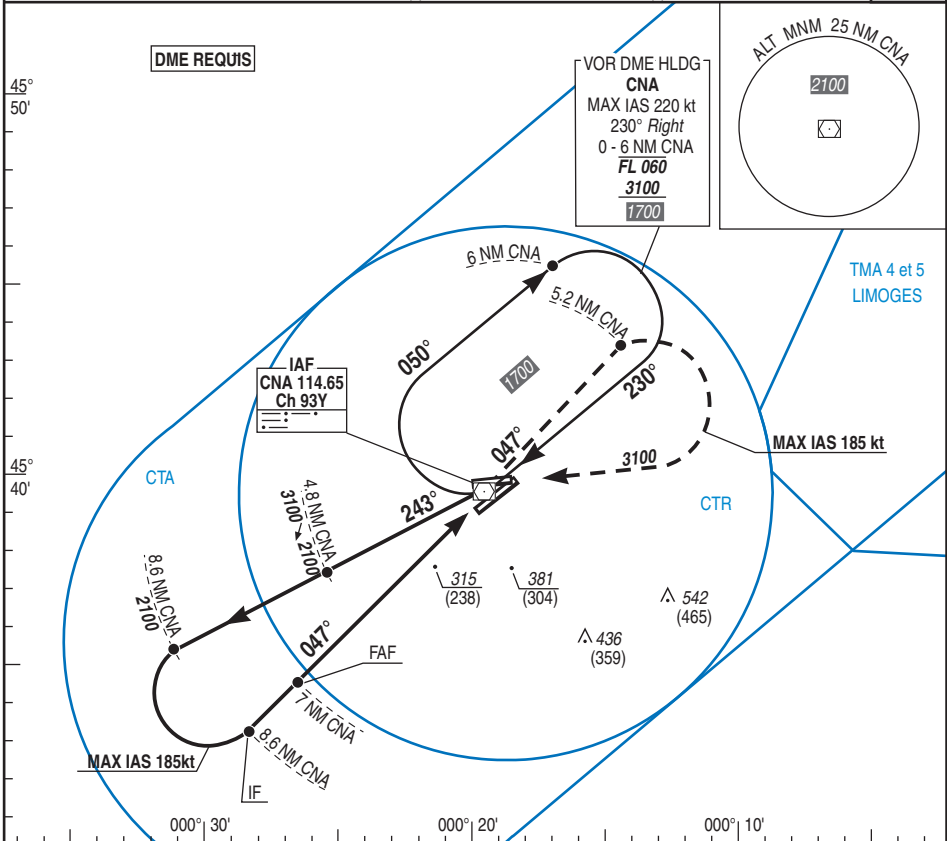 DME REQUIS
45°
50'
VOR DME HLDG
CNA
MAX IAS 220 kt
230° Right
0 - 6 NM CNA
FL 060
3100
1700
ALT MNM 25 NM CNA
2100
TMA 4 et 5
LIMOGES
6 NM CNA
5.2 NM CNA
050°
1700
230°
IAF
CNA 114.65
Ch 93Y
047°
MAX IAS 185 kt
3100
45°
40'
CTA
CTR
243°
4.8 NM CNA
3100
2100
8.6 NM CNA
2100
315
(238)
381
(304)
542
(465)
436
(359)
047°
FAF
7 NM CNA
8.6 NM CNA
MAX IAS 185kt
IF
000° 30'
000° 20'
000° 10'